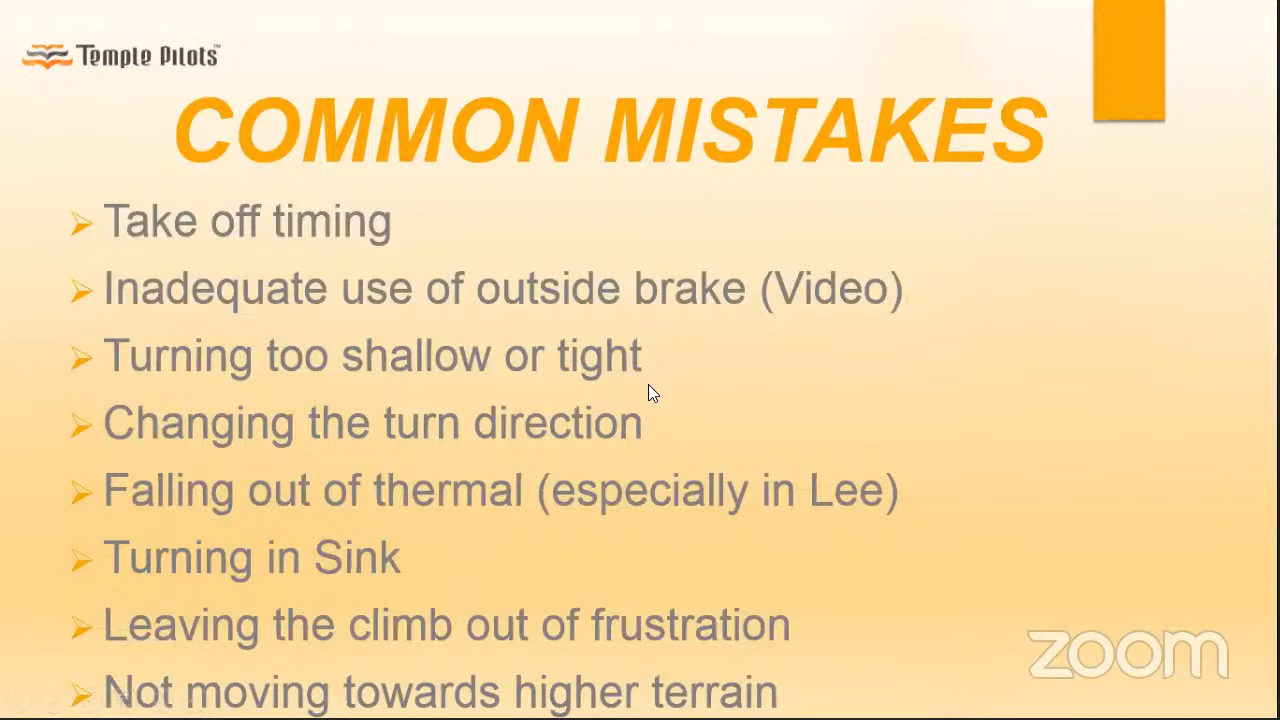 Temple Pilots™
COMMON MISTAKES
Take off timing
Inadequate use of outside brake (Video)
Turning too shallow or tight
Changing the turn direction
Falling out of thermal (especially in Lee)
Turning in Sink
Leaving the climb out of frustration
Not moving towards higher terrain
zoom